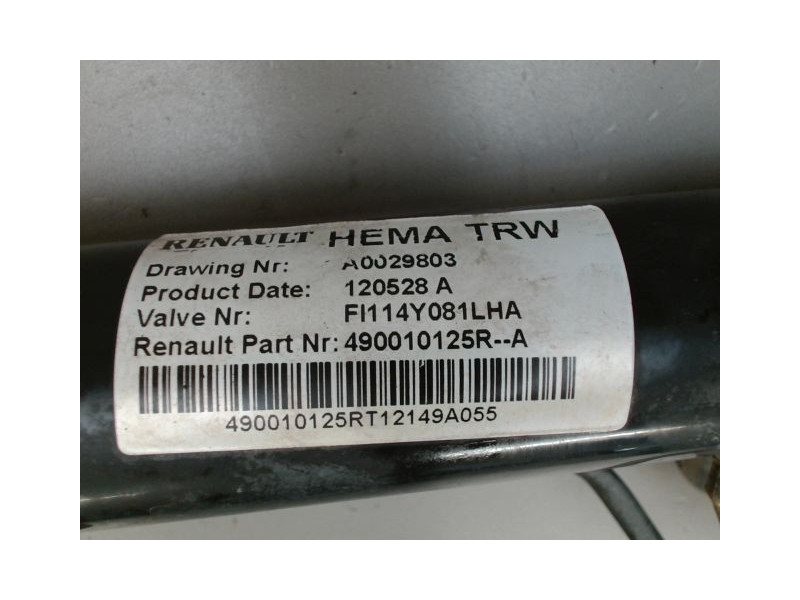 RENAULT HEMA TRW
Drawing Nr: A0029803
Product Date: 120528 A
Valve Nr: FI114Y081LHA
Renault Part Nr: 490010125R--A
490010125RT12149A055